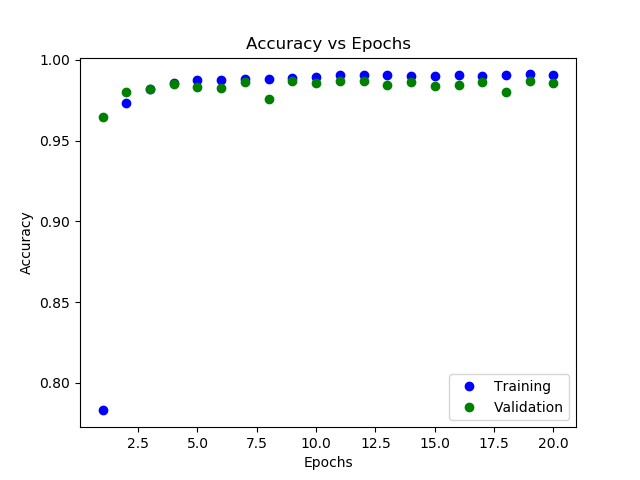 Accuracy vs Epochs
1.00
0.95
0.90
0.85
0.80
Accuracy
2.5 5.0 7.5 10.0 12.5 15.0 17.5 20.0
Epochs
Training
Validation